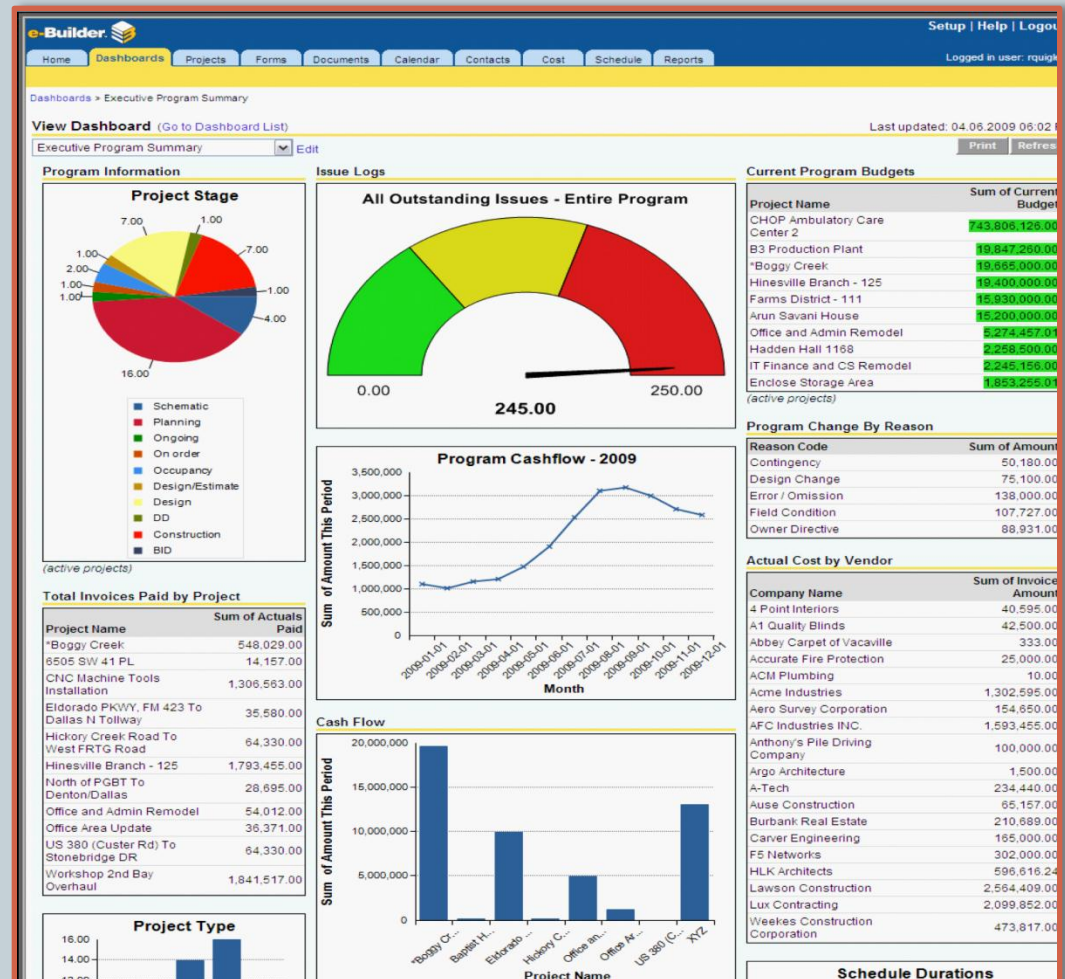 e-Builder.
Setup | Help |
Home Dashboards Projects Forms Documents Calendar Contacts Cost Schedule Reports
Logged in user:
Dashboards > Executive Program Summary
View Dashboard (Go to Dashboard List)
Last updated: 04.06.2009 06:02
Executive Program Summary Edit
Print
Program Information
Project Stage
7.00
1.00
1.00
7.00
2.00
1.00
1.00
1.00
4.00
16.00
Schematic
Planning
Ongoing
On order
Occupancy
Design/Estimate
Design
DD
Construction
BID
(active projects)
Total Invoices Paid by Project
Project Name Sum of Actuals Paid
*Boggy Creek 548,029.00
6505 SW 41 PL 14,157.00
CNC Machine Tools
Installation 1,306,563.00
Eldorado PKWY, FM 423 To
Dallas N Tollway 35,580.00
Hickory Creek Road To
West FRTG Road 64,330.00
Hinesville Branch - 125 1,793,455.00
North of PGBT To
Denton/Dallas 28,695.00
Office and Admin Remodel 54,012.00
Office Area Update 36,371.00
US 380 (Custer Rd) To
Stonebridge DR 64,330.00
Workshop 2nd Bay
Overhaul 1,841,517.00
Project Type
16.00
14.00
Issue Logs
All Outstanding Issues - Entire Program
0.00
250.00
245.00
Program Cashflow - 2009
Sum of Amount This Period
3,500,000
3,000,000
2,500,000
2,000,000
1,500,000
1,000,000
500,000
0
2009-01-01
2009-02-01
2009-03-01
2009-04-01
2009-05-01
2009-06-01
2009-07-01
2009-08-01
2009-09-01
2009-10-01
2009-11-01
2009-12-01
Month
Cash Flow
Sum of Amount This Period
20,000,000
15,000,000
10,000,000
5,000,000
0
*Boggy Cr...
Baptist H...
Eldorado ...
Hickory C...
Office an...
Office Ar...
US 380 (C...
XYZ
Project Name
Current Program Budgets
Project Name Sum of Current Budget
CHOP Ambulatory Care
Center 2 743,806,126.00
B3 Production Plant 19,847,260.00
*Boggy Creek 19,665,000.00
Hinesville Branch - 125 19,400,000.00
Farms District - 111 15,930,000.00
Arun Savani House 15,200,000.00
Office and Admin Remodel 5,274,457.01
Hadden Hall 1168 2,258,500.00
IT Finance and CS Remodel 2,245,156.00
Enclose Storage Area 1,853,255.01
(active projects)
Program Change By Reason
Reason Code Sum of Amount
Contingency 50,180.00
Design Change 75,100.00
Error / Omission 138,000.00
Field Condition 107,727.00
Owner Directive 88,931.00
Actual Cost by Vendor
Company Name Sum of Invoice Amount
4 Point Interiors 40,595.00
A1 Quality Blinds 42,500.00
Abbey Carpet of Vacaville 333.00
Accurate Fire Protection 25,000.00
ACM Plumbing 10.00
Acme Industries 1,302,595.00
Aero Survey Corporation 154,650.00
AFC Industries INC. 1,593,455.00
Anthony's Pile Driving
Company 100,000.00
Argo Architecture 1,500.00
A-Tech 234,440.00
Ause Construction 65,157.00
Burbank Real Estate 210,689.00
Carver Engineering 165,000.00
F5 Networks 302,000.00
HLK Architects 596,616.24
Lawson Construction 2,564,409.00
Lux Contracting 2,099,852.00
Weekes Construction
Corporation 473,817.00
Schedule Durations